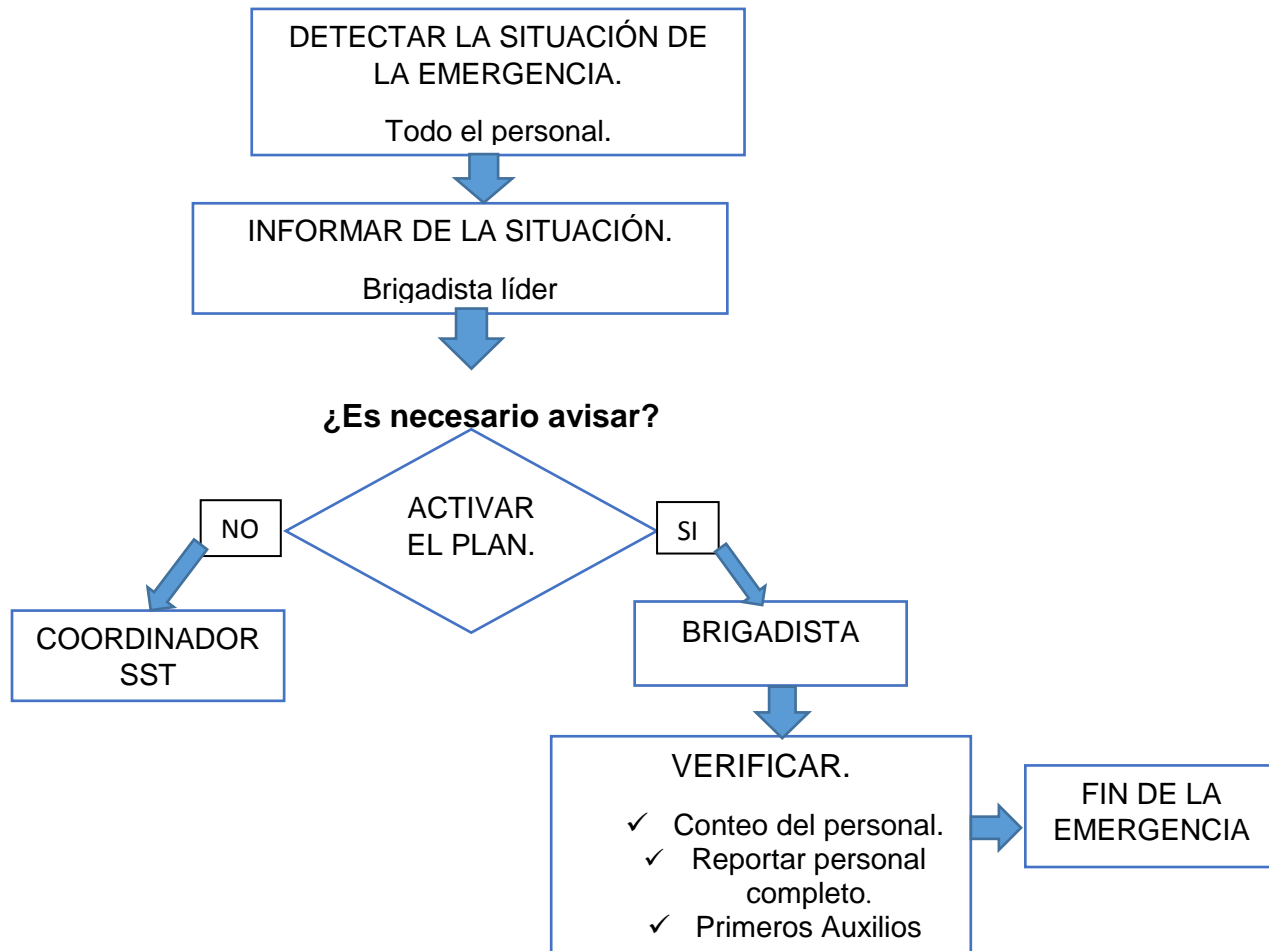 DETECTAR LA SITUACIÓN DE
LA EMERGENCIA.
Todo el personal.
INFORMAR DE LA SITUACIÓN.
Brigadista líder
¿Es necesario avisar?
ACTIVAR
EL PLAN.
NO
SI
COORDINADOR
SST
BRIGADISTA
VERIFICAR.
✓ Conteo del personal.
✓ Reportar personal
completo.
✓ Primeros Auxilios
FIN DE LA
EMERGENCIA